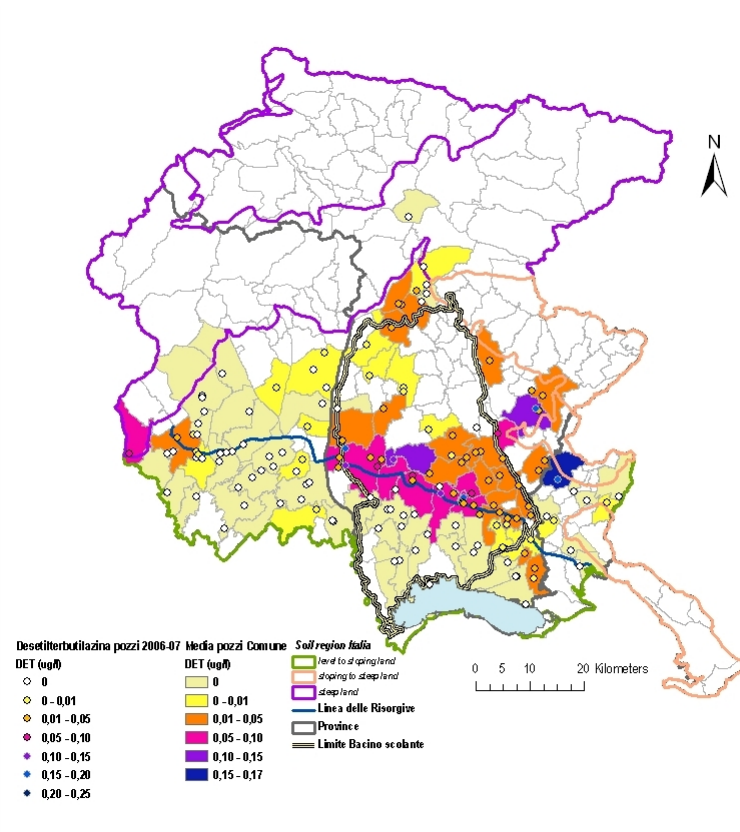 N
0 5 10 20 Kilometers
Desetilterbutilazina pozzi 2006-07 Media pozzi Comune Soil region Italia
DET (ug/l) DET (ug/l) level to sloping land
0 0 sloping to steep land
0 - 0,01 0 - 0,01 steep land
0,01 - 0,05 0,01 - 0,05 Linea delle Risorgive
0,05 - 0,10 0,05 - 0,10 Province
0,10 - 0,15 0,10 - 0,15 Limite Bacino scolante
0,15 - 0,20 0,15 - 0,17
0,20 - 0,25